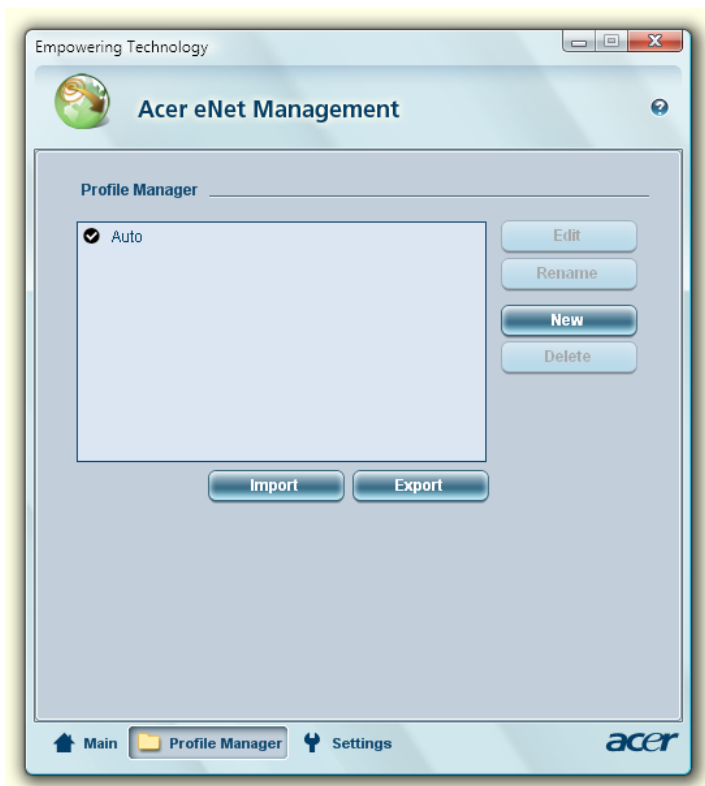 Empowering Technology
Acer eNet Management
Profile Manager
Auto
Edit
Rename
New
Delete
Import
Export
Main
Profile Manager
Settings
acer